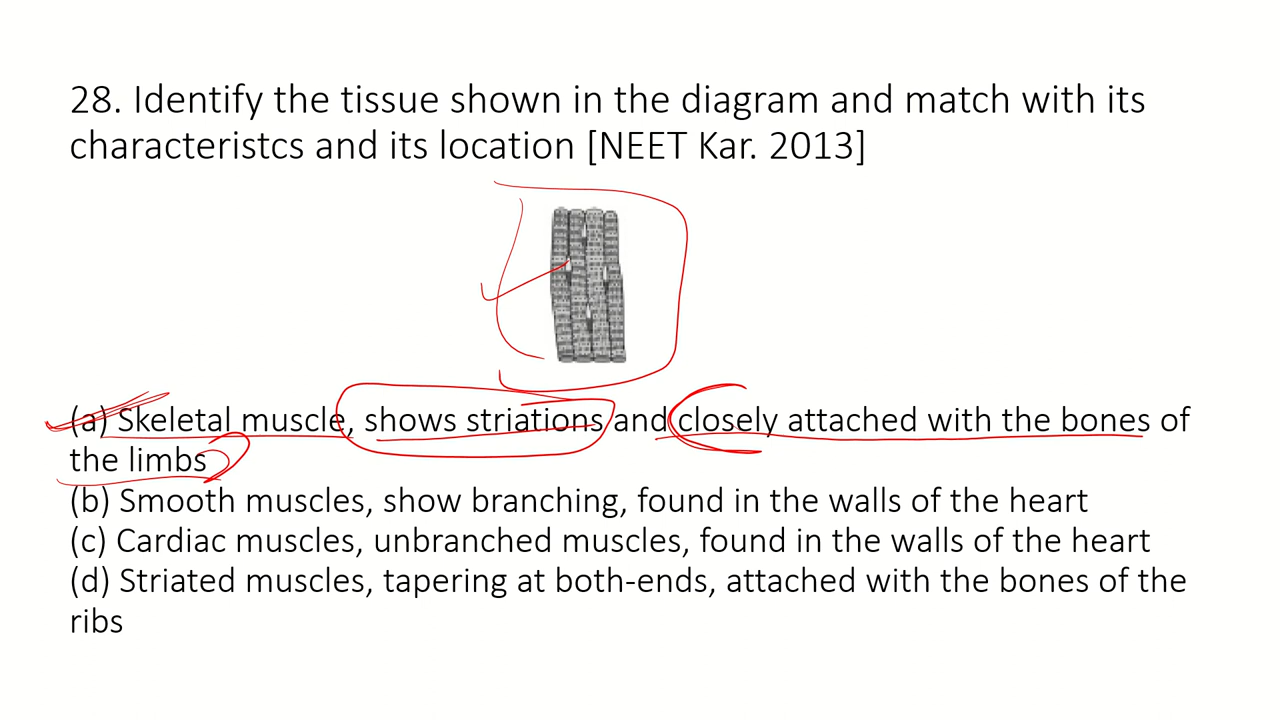 28. Identify the tissue shown in the diagram and match with its
characteristcs and its location [NEET Kar. 2013]
(a) Skeletal muscle, shows striations and closely attached with the bones of
the limbs
(b) Smooth muscles, show branching, found in the walls of the heart
(c) Cardiac muscles, unbranched muscles, found in the walls of the heart
(d) Striated muscles, tapering at both-ends, attached with the bones of the
ribs